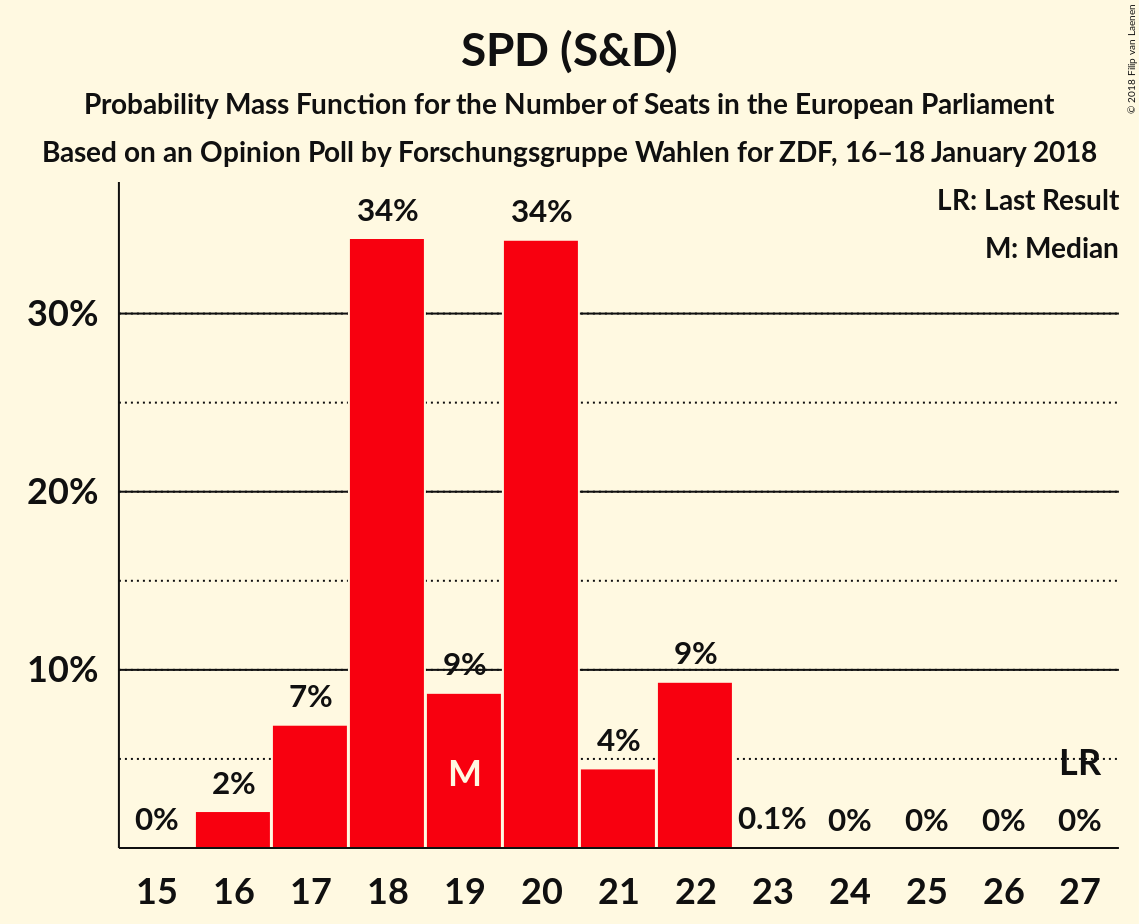 SPD (S&D)
Probability Mass Function for the Number of Seats in the European Parliament
Based on an Opinion Poll by Forschungsgruppe Wahlen for ZDF, 16–18 January 2018
© 2018 Filip van Laenen
LR: Last Result
M: Median
34% 34%
30%
20%
10%
9% 9%
7%
4%
2%
M
LR
0% 0.1% 0% 0% 0% 0%
15 16 17 18 19 20 21 22 23 24 25 26 27